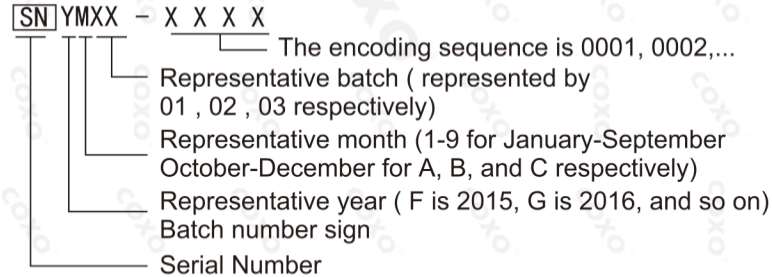 SN YMXX - X X X X
The encoding sequence is 0001, 0002,...
Representative batch ( represented by
01 , 02 , 03 respectively)
Representative month (1-9 for January-September
October-December for A, B, and C respectively)
Representative year ( F is 2015, G is 2016, and so on)
Batch number sign
Serial Number